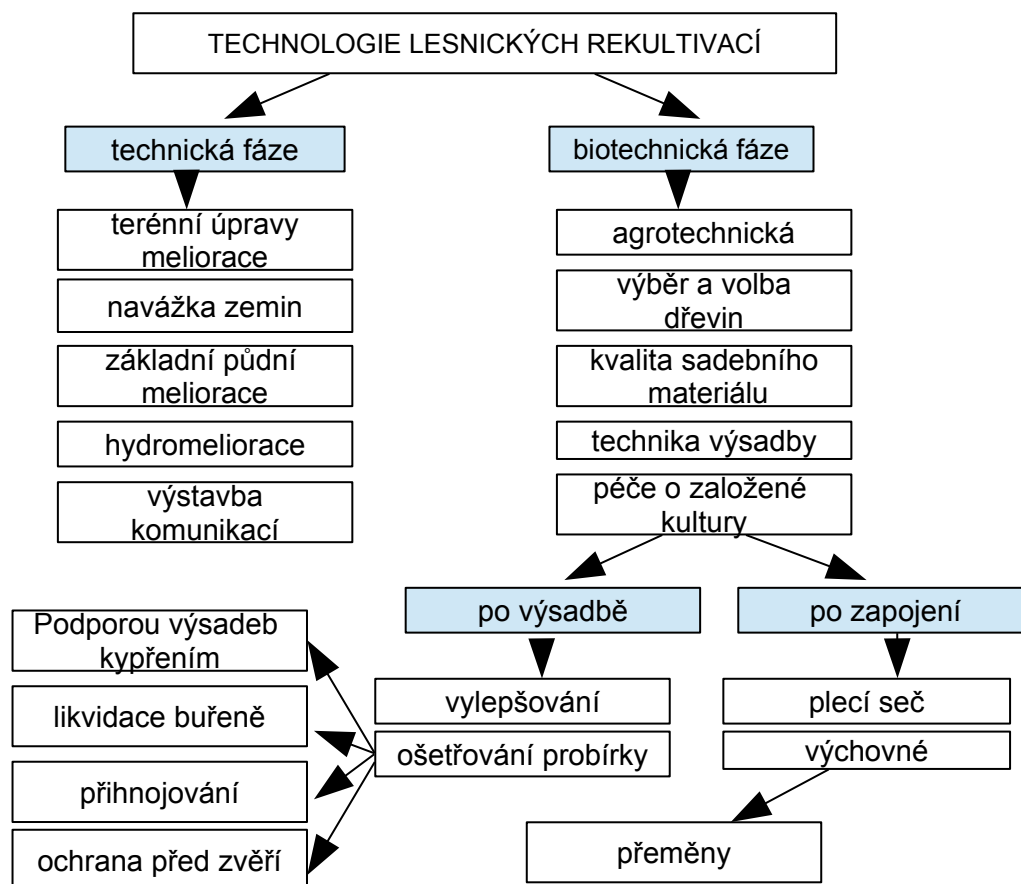 TECHNOLOGIE LESNICKÝCH REKULTIVACÍ
technická fáze
biotechnická fáze
terénní úpravy
meliorace
navážka zemin
základní půdní
meliorace
hydromeliorace
výstavba
komunikací
agrotechnická
výběr a volba
dřevin
kvalita sadebního
materiálu
technika výsadby
péče o založené
kultury
po výsadbě
po zapojení
Podporou výsadeb
kypřením
likvidace buřeně
přihnojování
ochrana před zvěří
vylepšování
ošetřování probírky
plecí seč
výchovné
přeměny